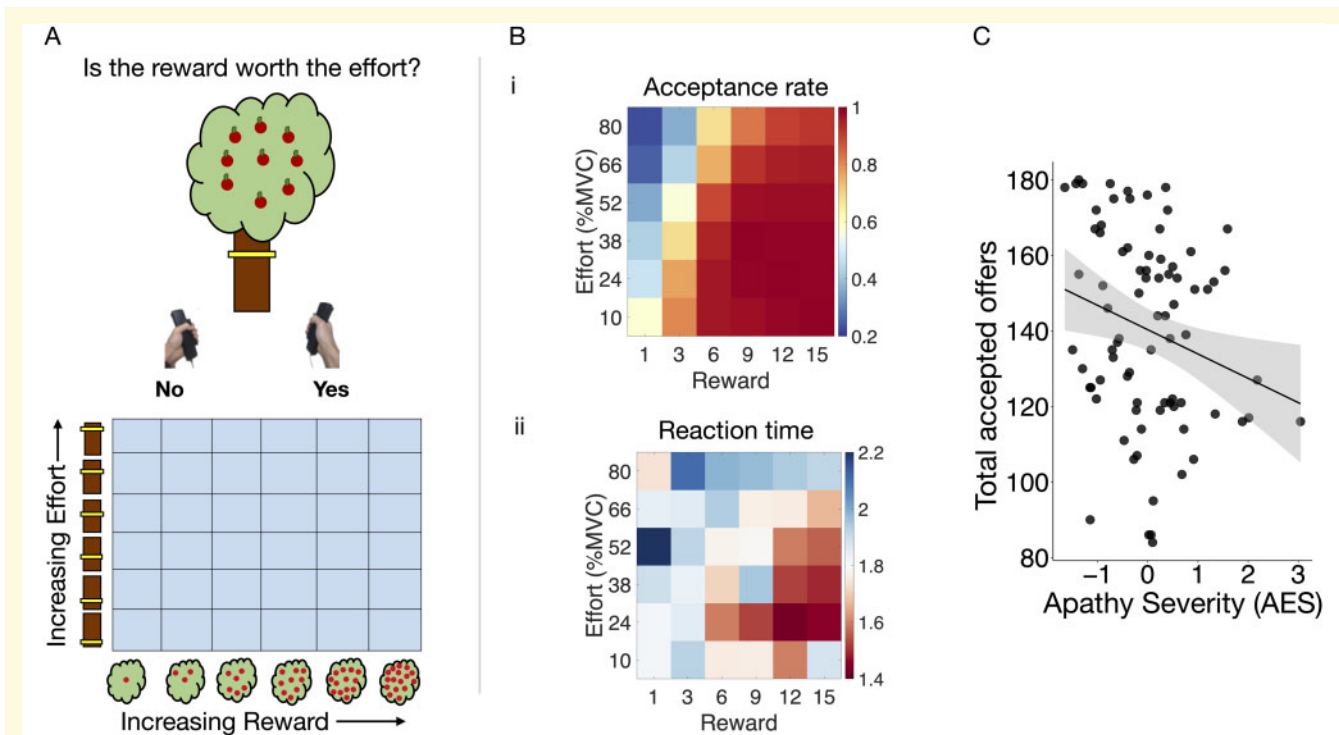 A
Is the reward worth the effort?
No Yes
Increasing Effort
Increasing Reward
B
i
Acceptance rate
Effort (%MVC)
80
66
52
38
24
10
1 3 6 9 12 15
Reward
1
0.8
0.6
0.4
0.2
ii
Reaction time
Effort (%MVC)
80
66
52
38
24
10
1 3 6 9 12 15
Reward
2.2
2
1.8
1.6
1.4
C
Total accepted offers
180
160
140
120
100
80
−1 0 1 2 3
Apathy Severity (AES)